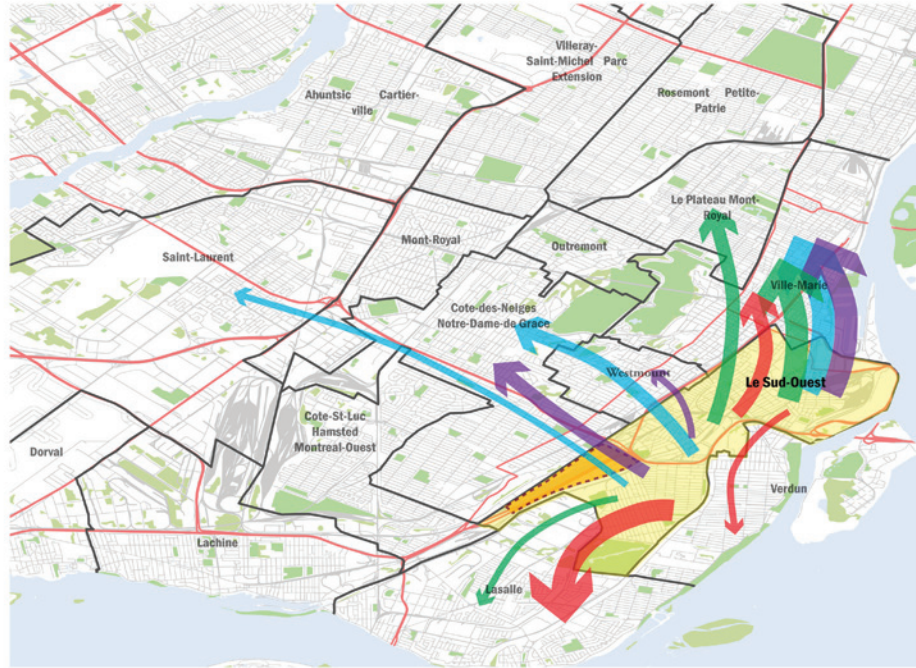 Villeray-
Saint-Michel Parc
Extension
Ahuntsic Cartier-
ville
Rosemont Petite-
Patrie
Le Plateau Mont-
Royal
Mont-Royal
Outremont
Saint-Laurent
Ville-Marie
Cote-des-Neiges
Notre-Dame-de Grace
Westmount
Le Sud-Ouest
Cote-St-Luc
Hamsted
Montreal-Ouest
Dorval
Verdun
Lachine
Lasalle